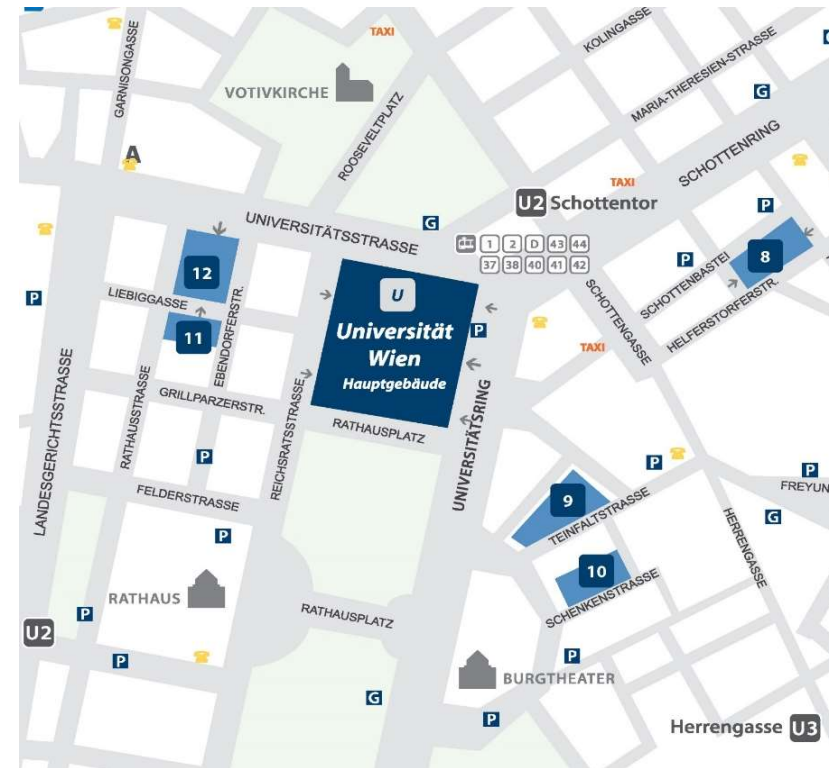 TAXI
KOLINGASSE
GARNISONGASSE
VOTIVKIRCHE
MARIA-THERESIEN-STRASSE
G
ROOSEVELTPLATZ
A
SCHOTTENRING
TAXI
U2 Schottentor
P
UNIVERSITÄTSSTRASSE
G
1 2 D 43 44
37 38 40 41 42
8
P
SCHOTTENBASTEI
12
LIEBIGGASSE
P
U
Universität
Wien
Hauptgebäude
P
SCHOTTENGASSE
HELFERSTORFERSTR.
11
EBENDORFERSTR.
TAXI
LANDESGERICHTSSTRASSE
RATHAUSSTRASSE
GRILLPARZERSTR.
REICHSRATSSTRASSE
RATHAUSPLATZ
UNIVERSITÄTSRING
P
P
P
FREYUN
FELDERSTRASSE
9
TEINFALTSTRASSE
G
HERRENGASSE
P
10
SCHENKENSTRASSE
RATHAUS
RATHAUSPLATZ
P
U2
P
P
BURGTHEATER
G
P
Herrengasse U3